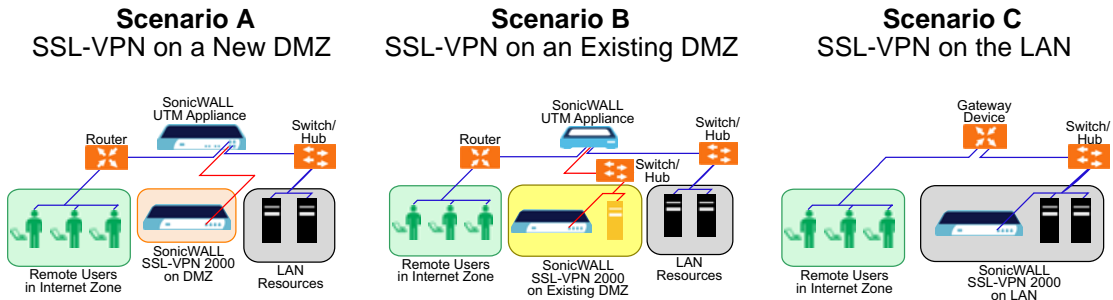 Scenario A
SSL-VPN on a New DMZ
SonicWALL
UTM Appliance
Router
Switch/
Hub
Remote Users
in Internet Zone
SonicWALL
SSL-VPN 2000
on DMZ
LAN
Resources
Scenario B
SSL-VPN on an Existing DMZ
SonicWALL
UTM Appliance
Router
Switch/
Hub
Switch/
Hub
Remote Users
in Internet Zone
SonicWALL
SSL-VPN 2000
on Existing DMZ
LAN
Resources
Scenario C
SSL-VPN on the LAN
Gateway
Device
Switch/
Hub
Remote Users
in Internet Zone
SonicWALL
SSL-VPN 2000
on LAN